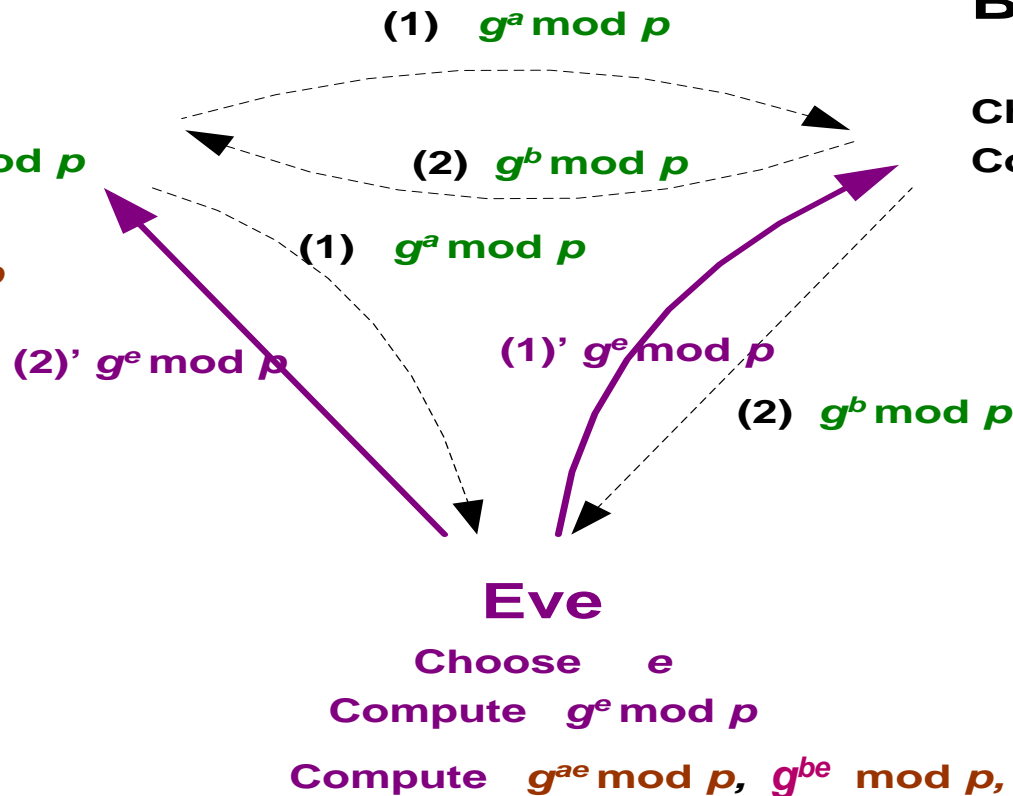 (1) gᵃ mod p
(2) gᵇ mod p
mod p
(1) gᵃ mod p
(2)’ gᵉ mod p
(1)’ gᵉ mod p
(2) gᵇ mod p
Eve
Choose e
Compute gᵉ mod p
Compute gᵃᵉ mod p, gᵇᵉ mod p,